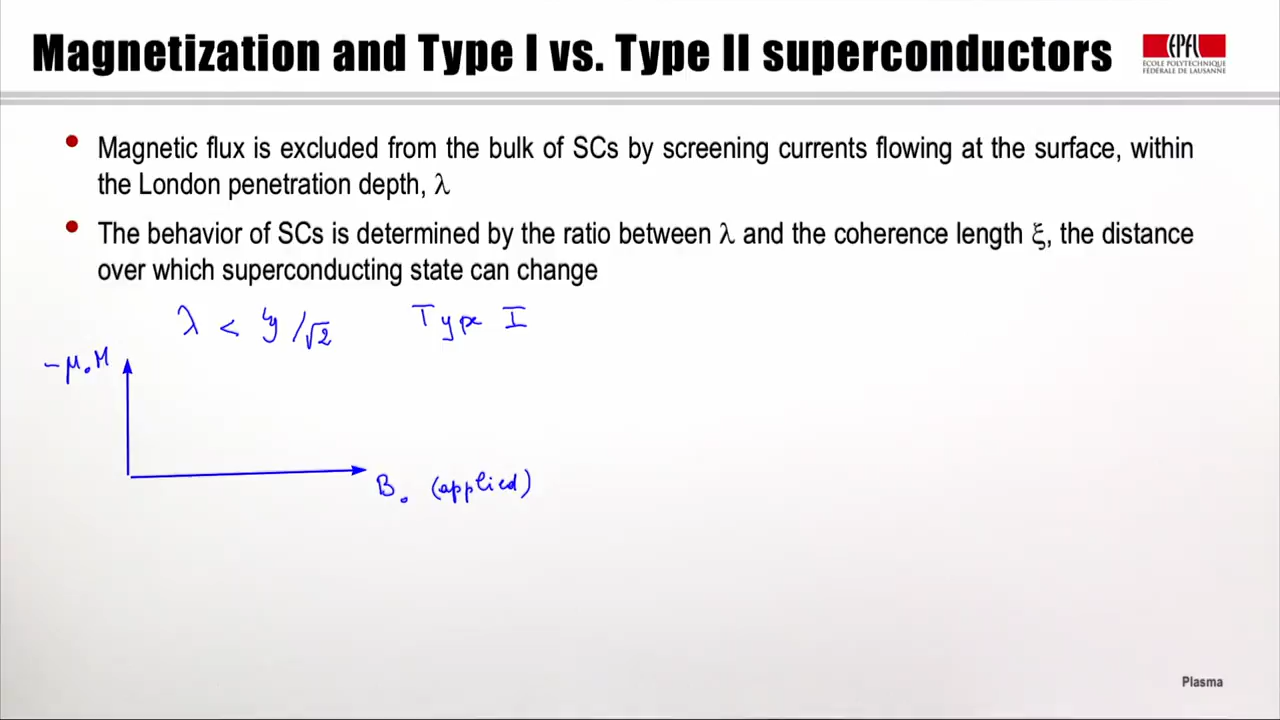 Magnetization and Type I vs. Type II superconductors
EPFL
ÉCOLE POLYTECHNIQUE
FÉDÉRALE DE LAUSANNE
• Magnetic flux is excluded from the bulk of SCs by screening currents flowing at the surface, within
the London penetration depth, λ
• The behavior of SCs is determined by the ratio between λ and the coherence length ξ, the distance
over which superconducting state can change
λ < ξ/√2 Type I
-μ₀M
B₀ (applied)
Plasma